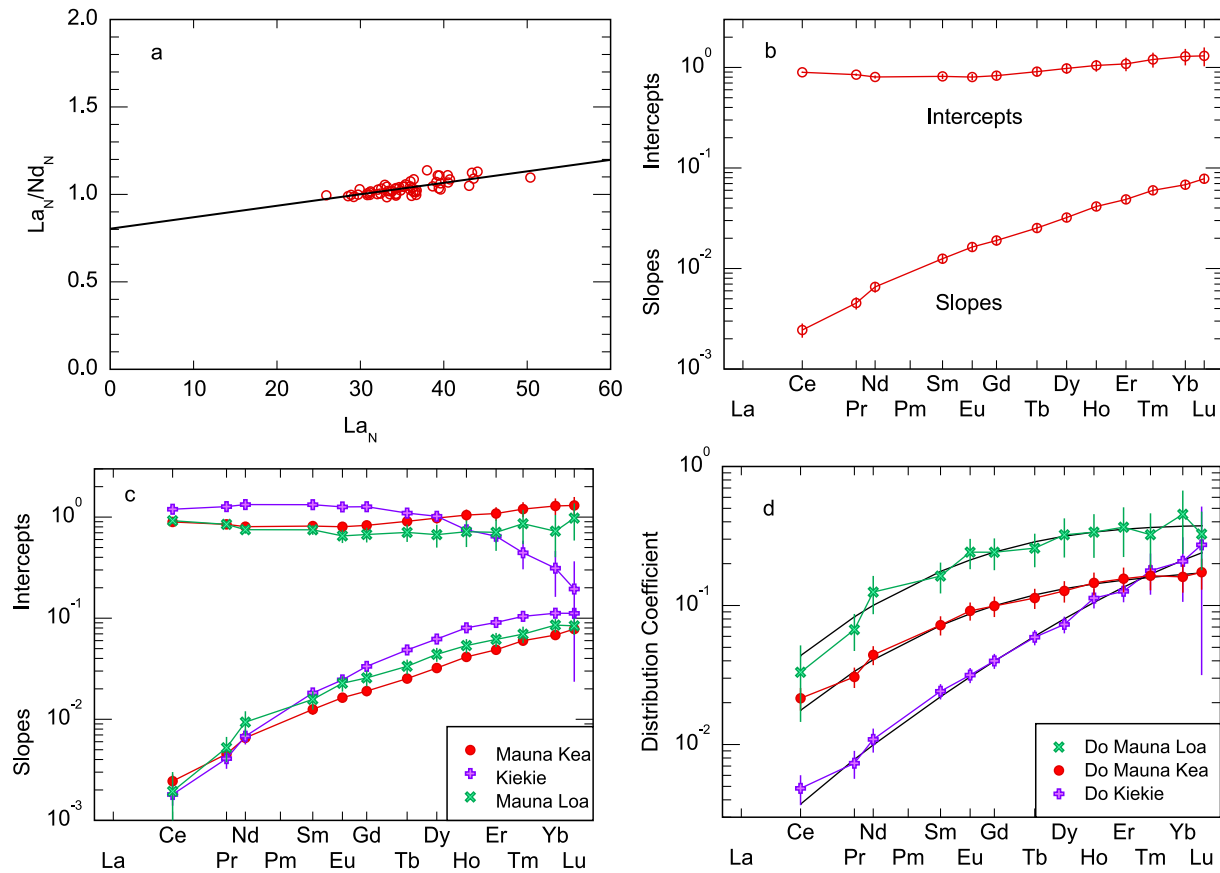 a
2.0
1.5
1.0
0.5
0.0
La_N/Nd_N
0 10 20 30 40 50 60
La_N
b
10^0
10^-1
10^-2
10^-3
Intercepts
Slopes
Intercepts
Slopes
Ce Nd Sm Gd Dy Er Yb
La Pr Pm Eu Tb Ho Tm Lu
c
10^0
10^-1
10^-2
10^-3
Intercepts
Slopes
Mauna Kea
Kiekie
Mauna Loa
Ce Nd Sm Gd Dy Er Yb
La Pr Pm Eu Tb Ho Tm Lu
d
10^0
10^-1
10^-2
Distribution Coefficient
Do Mauna Loa
Do Mauna Kea
Do Kiekie
Ce Nd Sm Gd Dy Er Yb
La Pr Pm Eu Tb Ho Tm Lu